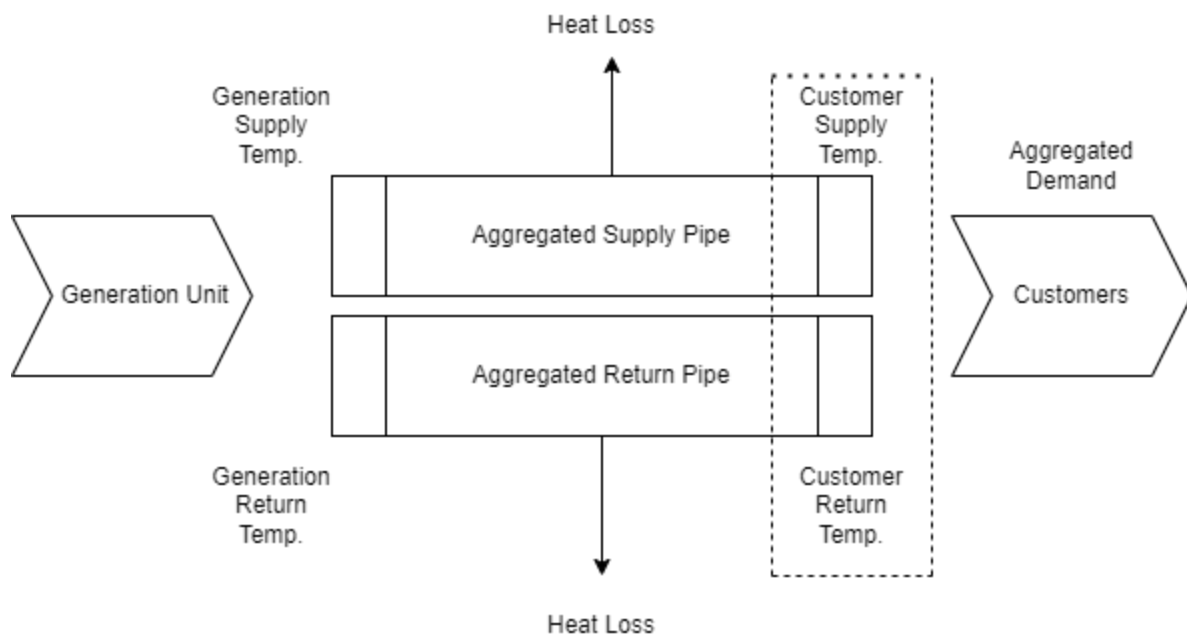 Heat Loss
Generation
Supply
Temp.
Customer
Supply
Temp.
Aggregated
Demand
Aggregated Supply Pipe
Generation Unit
Customers
Aggregated Return Pipe
Generation
Return
Temp.
Customer
Return
Temp.
Heat Loss